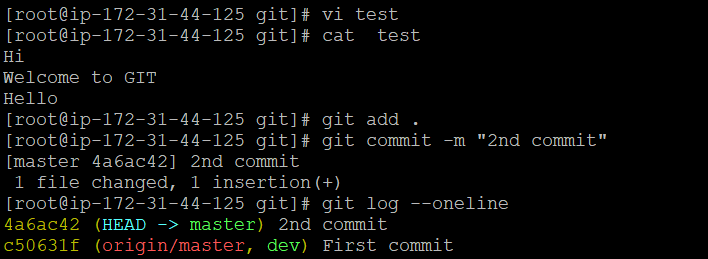 [root@ip-172-31-44-125 git]# vi test
[root@ip-172-31-44-125 git]# cat  test
Hi
Welcome to GIT
Hello
[root@ip-172-31-44-125 git]# git add .
[root@ip-172-31-44-125 git]# git commit -m "2nd commit"
[master 4a6ac42] 2nd commit
 1 file changed, 1 insertion(+)
[root@ip-172-31-44-125 git]# git log --oneline
4a6ac42 (HEAD -> master) 2nd commit
c50631f (origin/master, dev) First commit